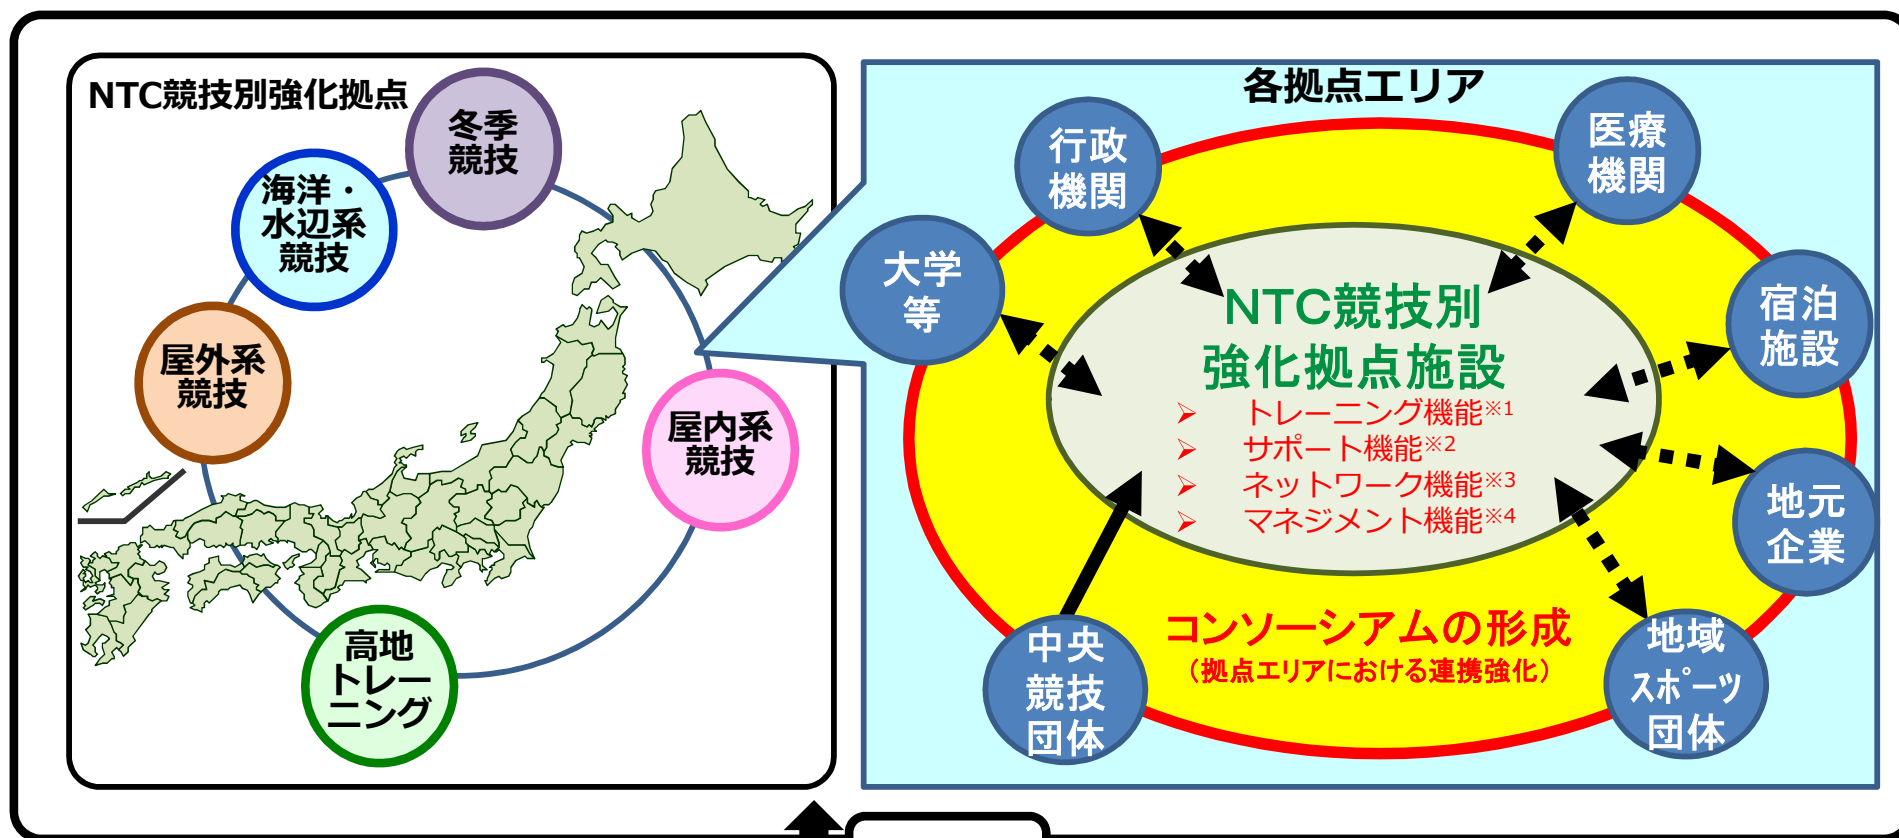 NTC競技別強化拠点
冬季
競技
海洋・
水辺系
競技
屋外系
競技
屋内系
競技
高地
トレー
ニング
各拠点エリア
行政
機関
医療
機関
大学
等
宿泊
施設
地元
企業
地域
スポーツ
団体
中央
競技
団体
NTC競技別
強化拠点施設
➢ トレーニング機能※1
➢ サポート機能※2
➢ ネットワーク機能※3
➢ マネジメント機能※4
コンソーシアムの形成
（拠点エリアにおける連携強化）